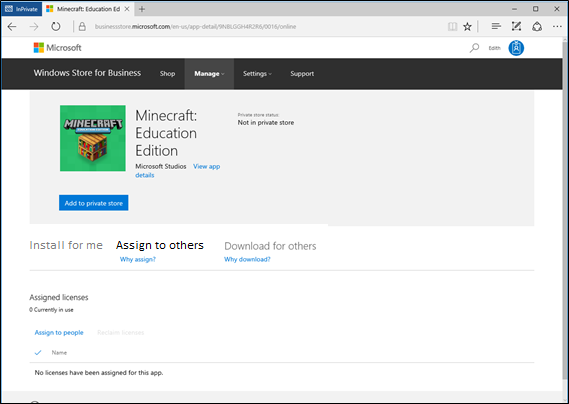 InPrivate
Minecraft: Education Ed
businessstore.microsoft.com/en-us/app-detail/9NBLGGH4R2R6/0016/online
Microsoft
Edith
Windows Store for Business
Shop
Manage
Settings
Support
MINECRAFT
Minecraft:
Education
Edition
Microsoft Studios View app
details
Private store status:
Not in private store
Add to private store
Install for me
Assign to others
Download for others
Why assign?
Why download?
Assigned licenses
0 Currently in use
Assign to people
Reclaim licenses
Name
No licenses have been assigned for this app.